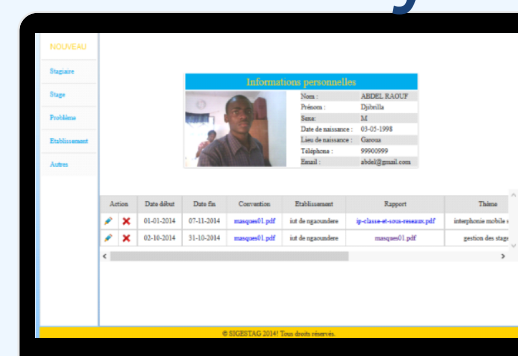 NOUVEAU
Stagiaire
Stage
Problème
Etablissement
Autres
Informations personnelles
Nom : ABDEL RAOUF
Prénom : Djibrilla
Sexe: M
Date de naissance : 03-05-1998
Lieu de naissance : Garoua
Téléphone : 99900999
Email : abdel@gmail.com
Action Date début Date fin Convention Etablissement Rapport Thème
01-01-2014 07-11-2014 masques01.pdf iut de ngaoundere ip-classe-et-sous-reseaux.pdf interphonie mobile
02-10-2014 31-10-2014 masques01.pdf iut de ngaoundere masques01.pdf gestion des stage
© SIGESTAG 2014! Tous droits réservés.